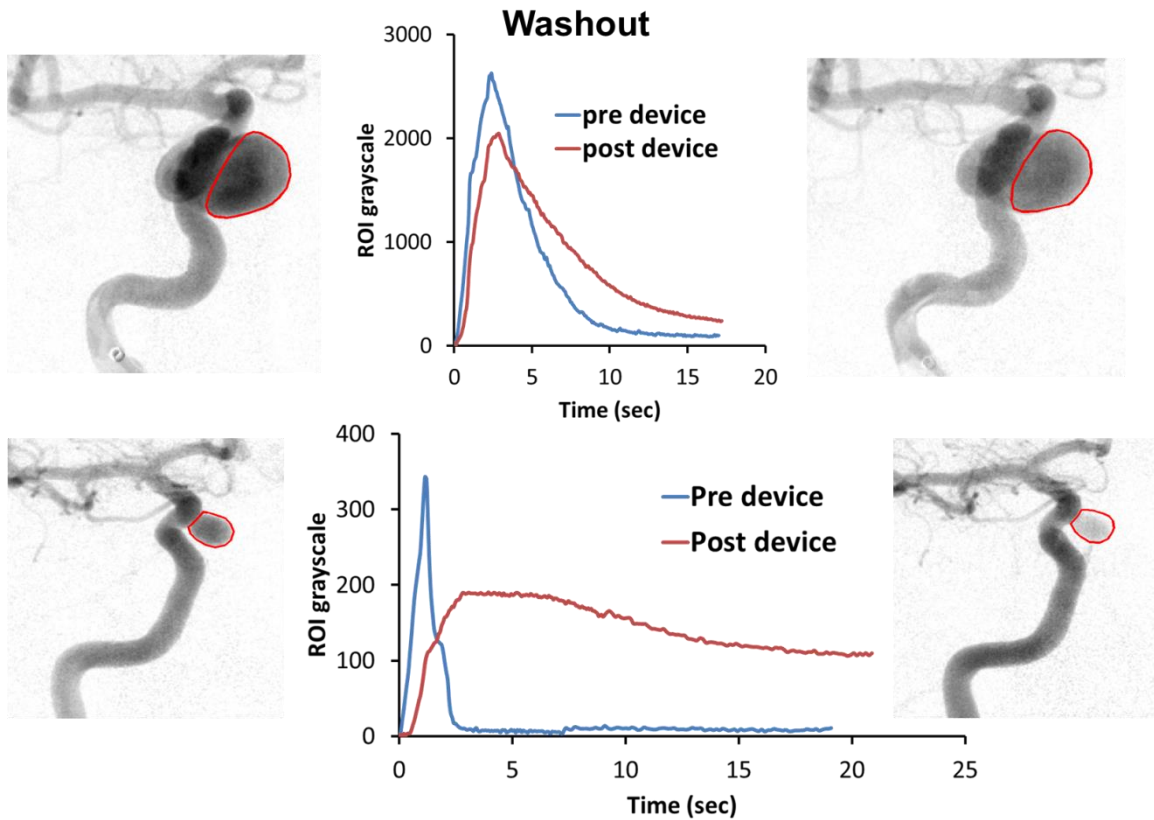 Washout
3000
2000
1000
0
ROI grayscale
pre device
post device
0 5 10 15 20
Time (sec)
400
300
200
100
0
ROI grayscale
Pre device
Post device
0 5 10 15 20 25
Time (sec)